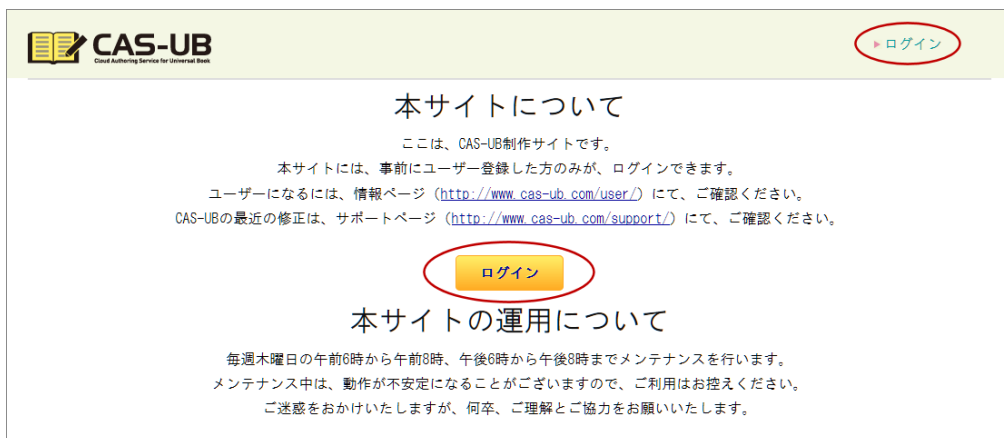 CAS-UB
Cloud Authoring Service for Universal Book
ログイン
本サイトについて
ここは、CAS-UB制作サイトです。
本サイトには、事前にユーザー登録した方のみが、ログインできます。
ユーザーになるには、情報ページ（http://www.cas-ub.com/user/）にて、ご確認ください。
CAS-UBの最近の修正は、サポートページ（http://www.cas-ub.com/support/）にて、ご確認ください。
ログイン
本サイトの運用について
毎週木曜日の午前6時から午前8時、午後6時から午後8時までメンテナンスを行います。
メンテナンス中は、動作が不安定になることがございますので、ご利用はお控えください。
ご迷惑をおかけいたしますが、何卒、ご理解とご協力をお願いいたします。